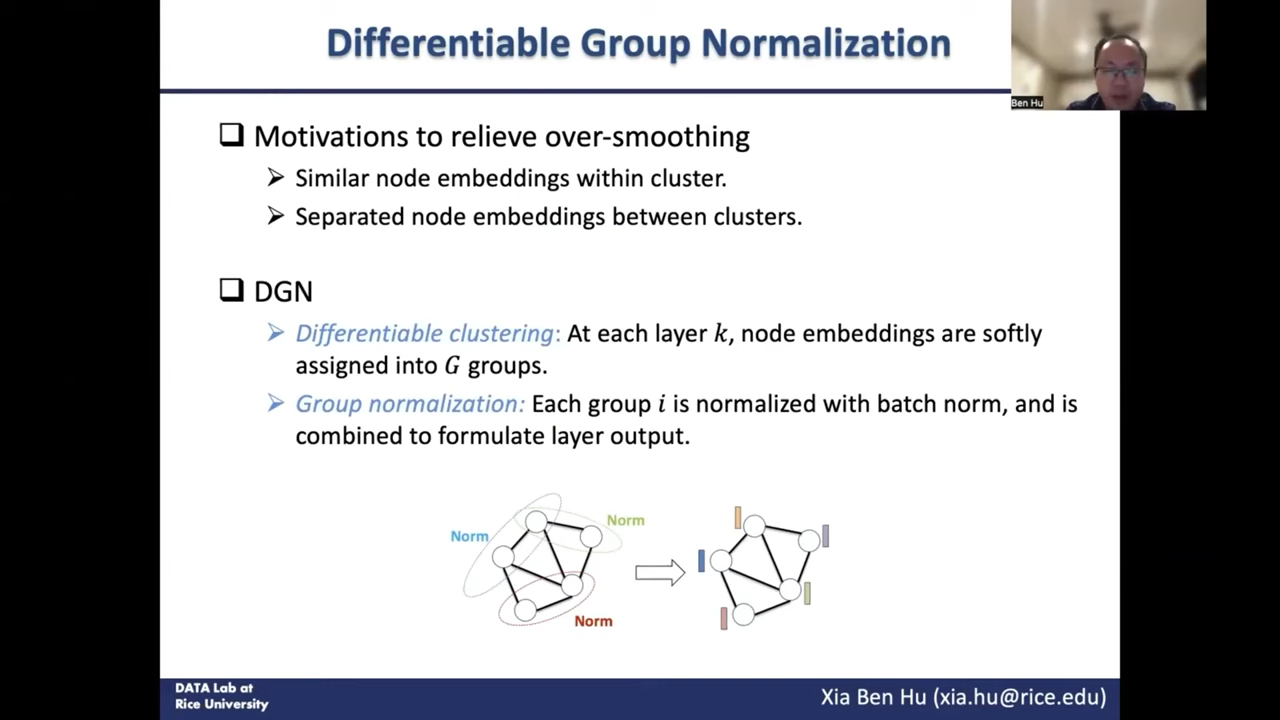 Differentiable Group Normalization
Ben Hu
❑ Motivations to relieve over-smoothing
➢ Similar node embeddings within cluster.
➢ Separated node embeddings between clusters.
❑ DGN
➢ Differentiable clustering: At each layer k, node embeddings are softly
assigned into G groups.
➢ Group normalization: Each group i is normalized with batch norm, and is
combined to formulate layer output.
Norm
Norm
Norm
DATA Lab at
Rice University
Xia Ben Hu (xia.hu@rice.edu)